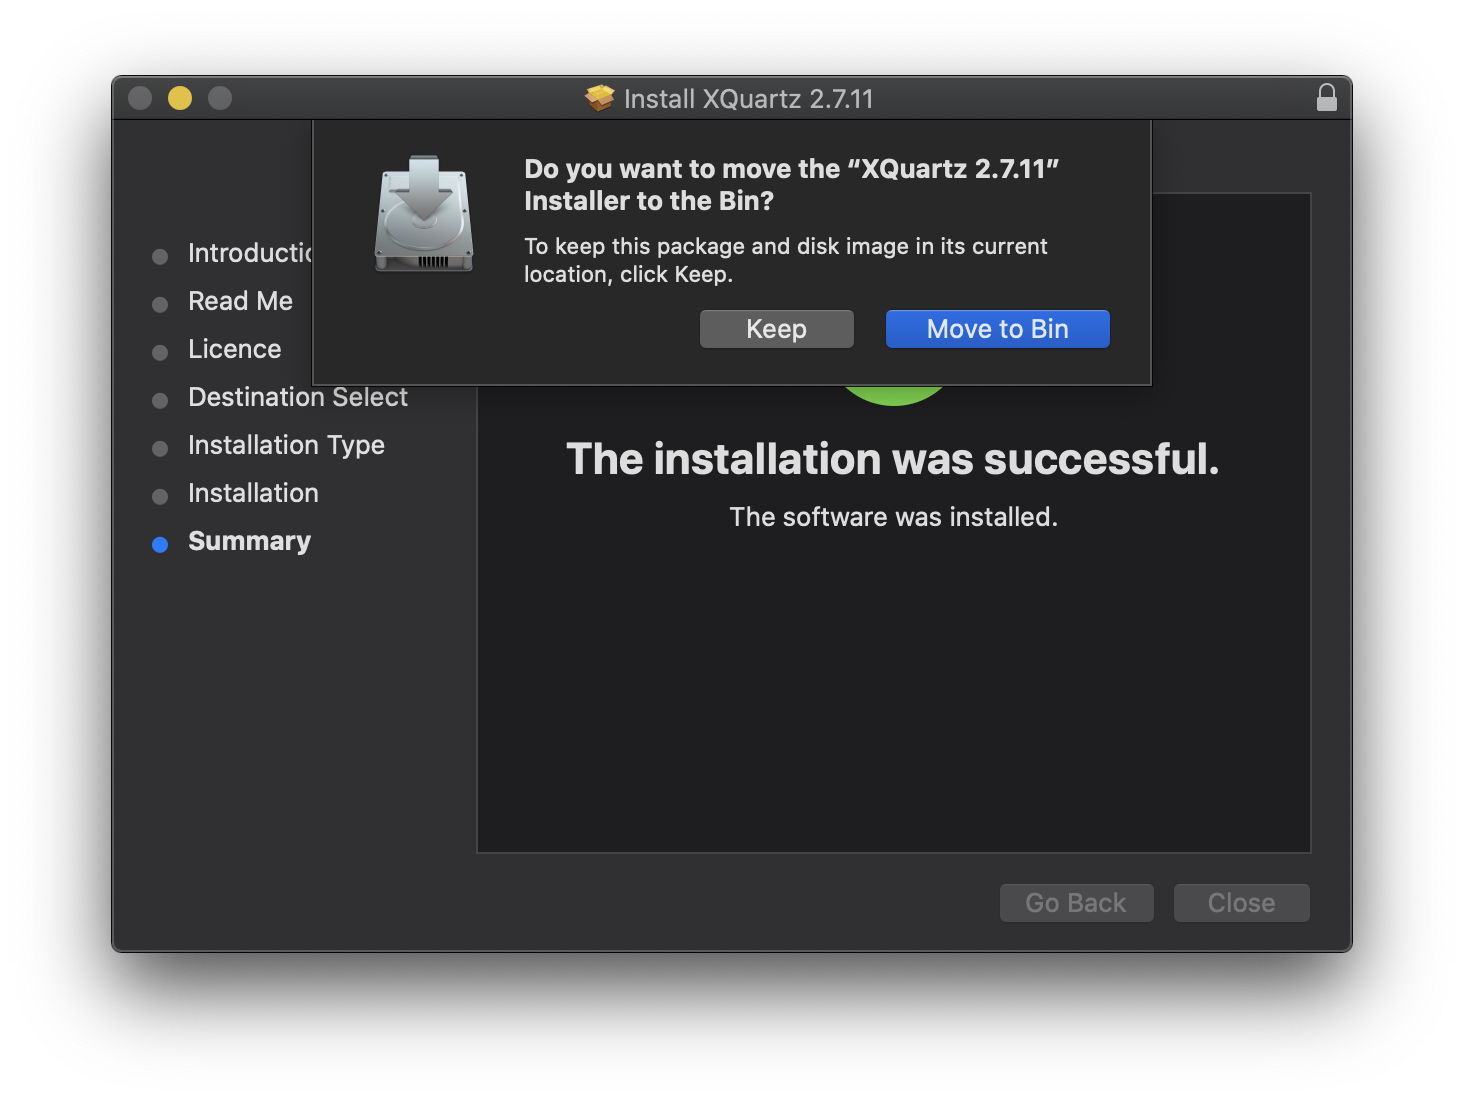 Install XQuartz 2.7.11
Do you want to move the “XQuartz 2.7.11”
Installer to the Bin?
To keep this package and disk image in its current
location, click Keep.
Keep
Move to Bin
Introductio
Read Me
Licence
Destination Select
Installation Type
Installation
Summary
The installation was successful.
The software was installed.
Go Back
Close